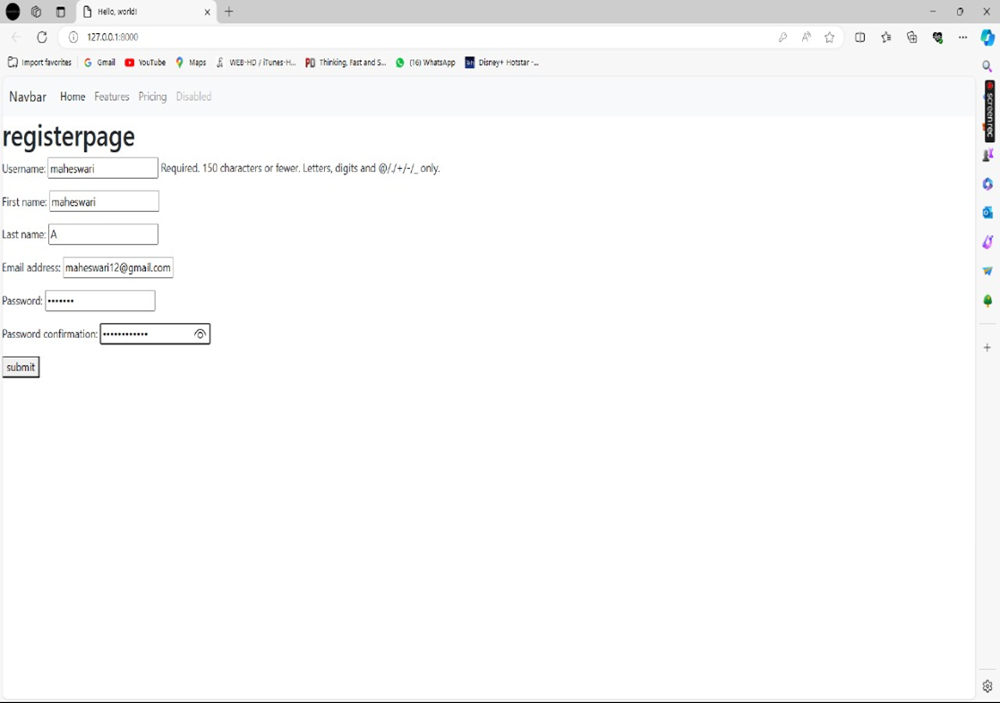 Hello, world!
127.0.0.1:8000
Import favorites Gmail YouTube Maps WEB-HD / iTunes-H... Thinking, Fast and S... (16) WhatsApp Disney+ Hotstar -...
screenrec
Navbar Home Features Pricing Disabled
registerpage
Username: maheswari Required. 150 characters or fewer. Letters, digits and @/./+/-/_ only.
First name: maheswari
Last name: A
Email address: maheswari12@gmail.com
Password: •••••••
Password confirmation: ••••••••••••
submit